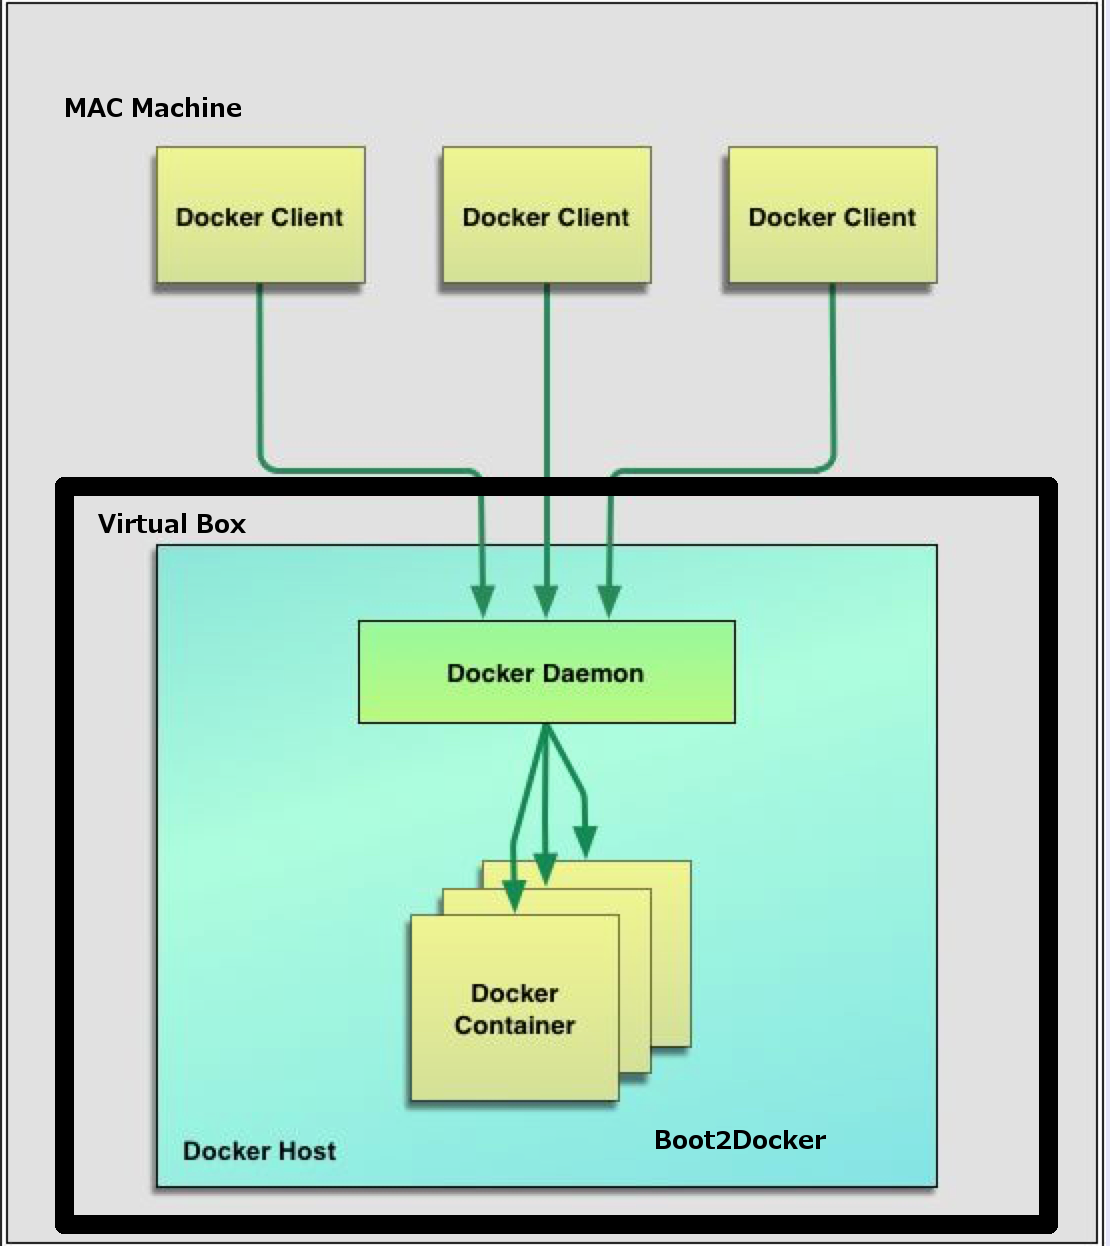 MAC Machine
Docker Client
Docker Client
Docker Client
Virtual Box
Docker Daemon
Docker
Container
Docker Host
Boot2Docker